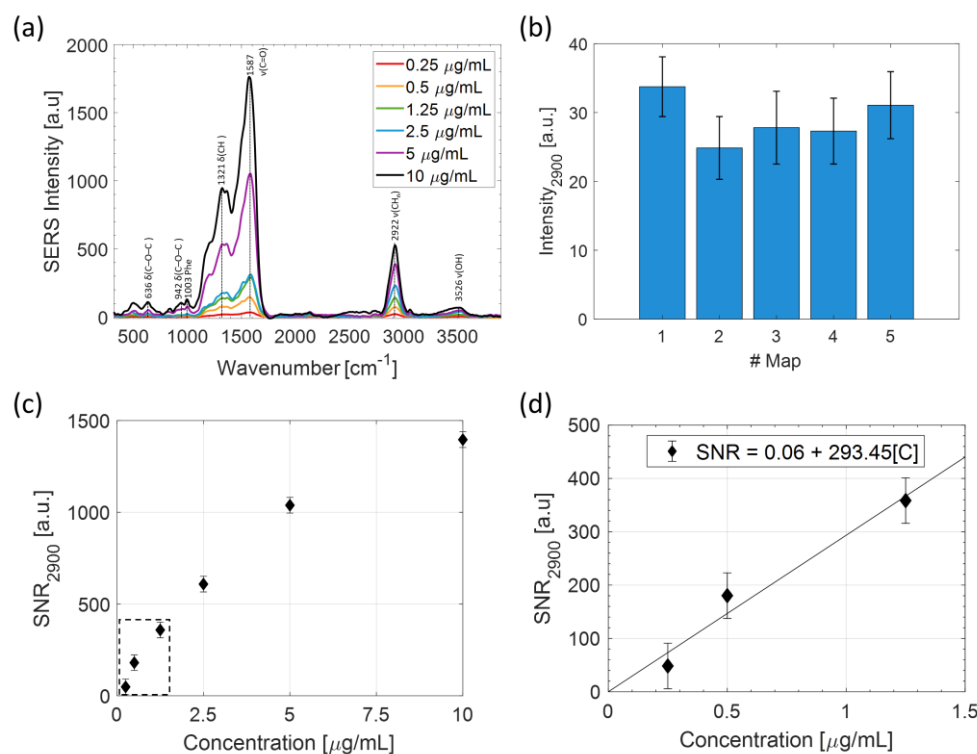 (a)
2000
1500
1000
500
0
SERS Intensity [a.u]
636 δ(C–O–C )
942 δ(C–O–C )
1003 Phe
1321 δ(CH)
1587
ν(C=O)
2922 ν(CHₙ)
3526 ν(OH)
0.25 μg/mL
0.5 μg/mL
1.25 μg/mL
2.5 μg/mL
5 μg/mL
10 μg/mL
500 1000 1500 2000 2500 3000 3500
Wavenumber [cm⁻¹]
(b)
40
30
20
10
0
Intensity₂₉₀₀ [a.u.]
1 2 3 4 5
# Map
(c)
1500
1000
500
0
SNR₂₉₀₀ [a.u.]
0 2.5 5 7.5 10
Concentration [μg/mL]
(d)
500
400
300
200
100
0
SNR₂₉₀₀ [a.u]
SNR = 0.06 + 293.45[C]
0 0.5 1 1.5
Concentration [μg/mL]